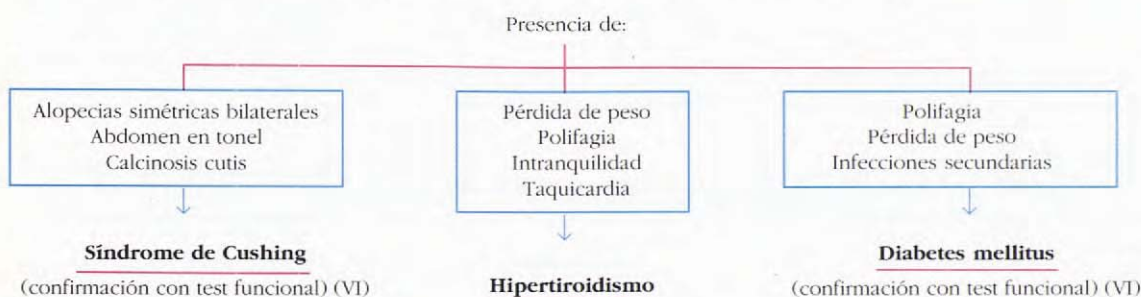 Presencia de:
Alopecias simétricas bilaterales
Abdomen en tonel
Calcinosis cutis
Pérdida de peso
Polifagia
Intranquilidad
Taquicardia
Polifagia
Pérdida de peso
Infecciones secundarias
Síndrome de Cushing
(confirmación con test funcional) (VI)
Hipertiroidismo
Diabetes mellitus
(confirmación con test funcional) (VI)